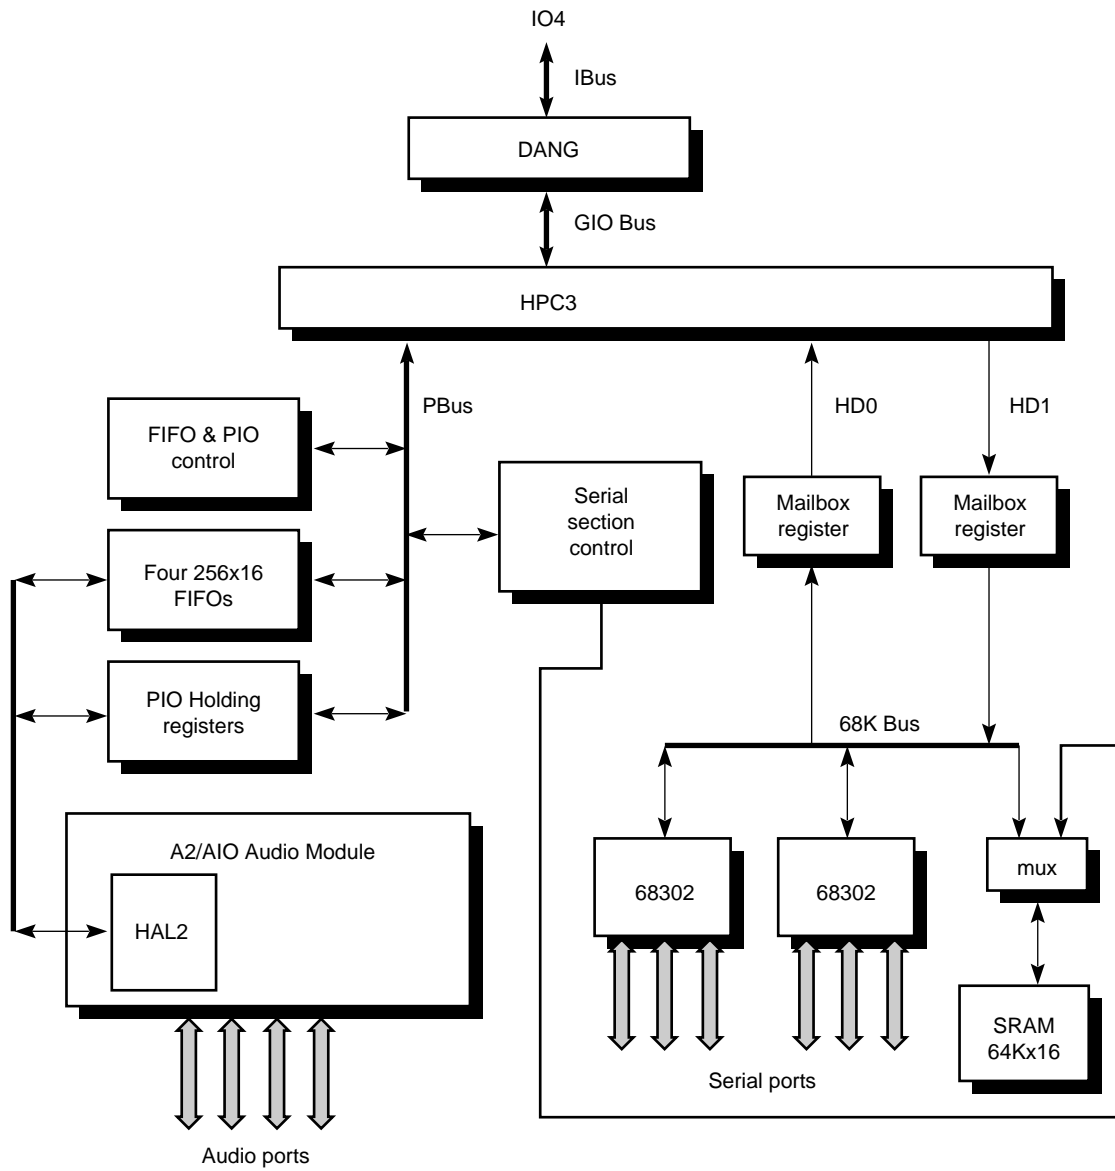 IO4
IBus
DANG
GIO Bus
HPC3
PBus
HD0
HD1
FIFO & PIO
control
Serial
section
control
Mailbox
register
Mailbox
register
Four 256x16
FIFOs
PIO Holding
registers
68K Bus
A2/AIO Audio Module
HAL2
68302
68302
mux
SRAM
64Kx16
Serial ports
Audio ports